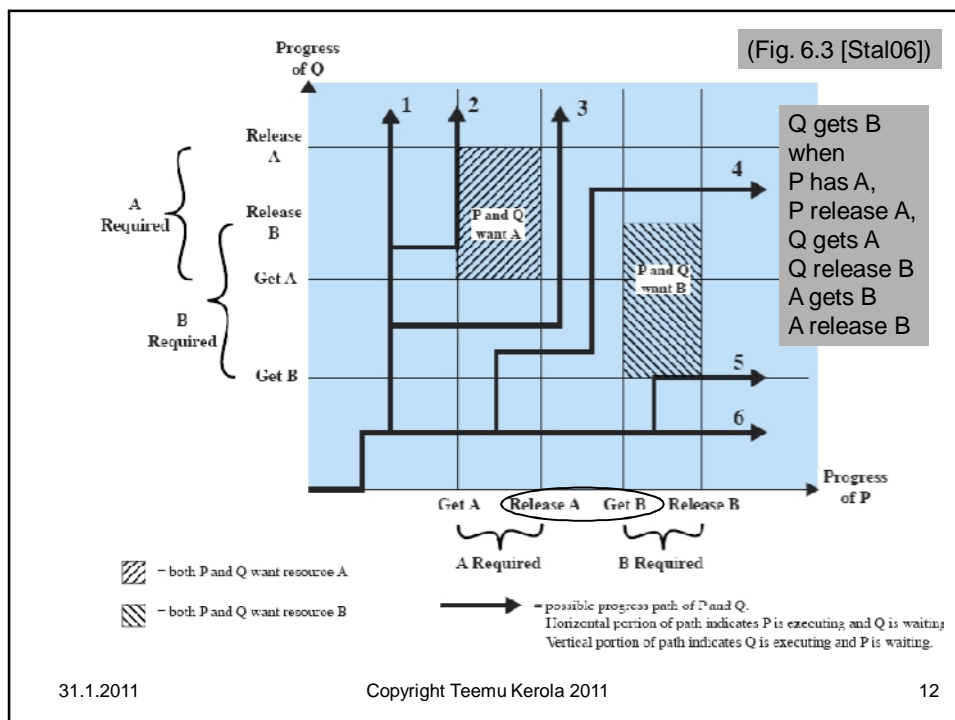 (Fig. 6.3 [Stal06])
Progress
of Q
1
2
3
4
5
6
Release
A
A
Required
Release
B
Get A
B
Required
Get B
P and Q
want A
P and Q
want B
Q gets B
when
P has A,
P release A,
Q gets A
Q release B
A gets B
A release B
Progress
of P
Get A Release A Get B Release B
A Required B Required
= both P and Q want resource A
= both P and Q want resource B
= possible progress path of P and Q.
Horizontal portion of path indicates P is executing and Q is waiting
Vertical portion of path indicates Q is executing and P is waiting.
31.1.2011 Copyright Teemu Kerola 2011 12